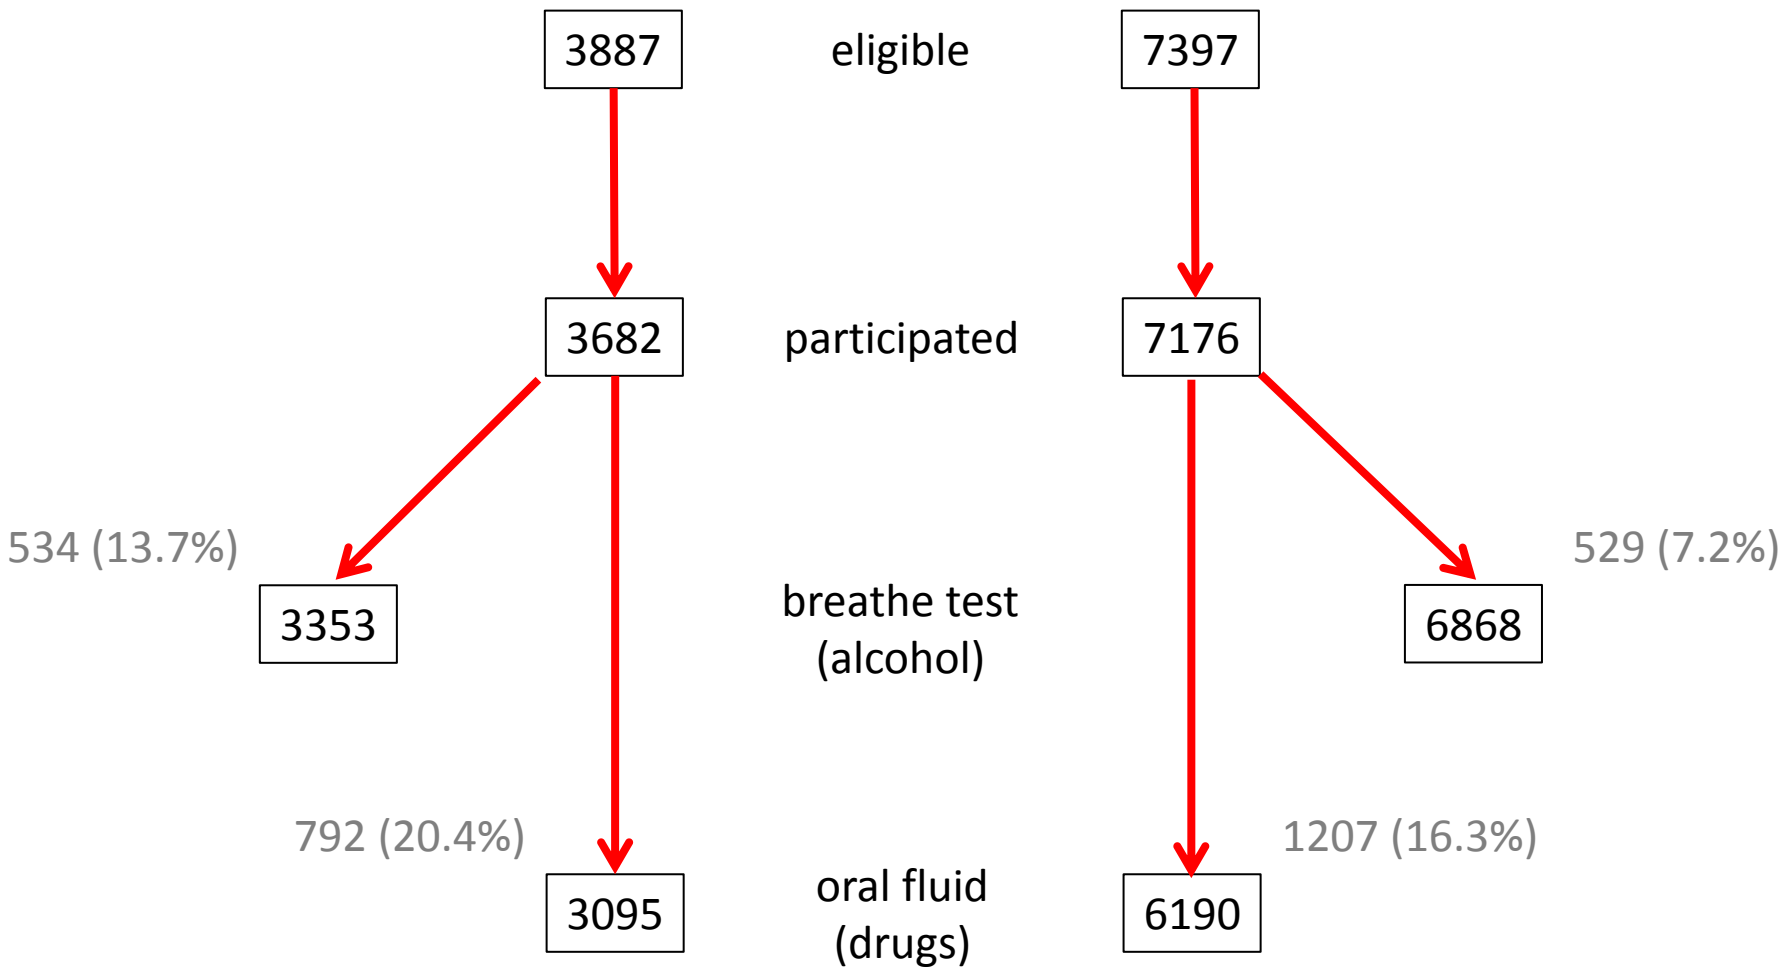 3887
eligible
7397
3682
participated
7176
534 (13.7%)
529 (7.2%)
3353
breathe test
(alcohol)
6868
792 (20.4%)
1207 (16.3%)
3095
oral fluid
(drugs)
6190